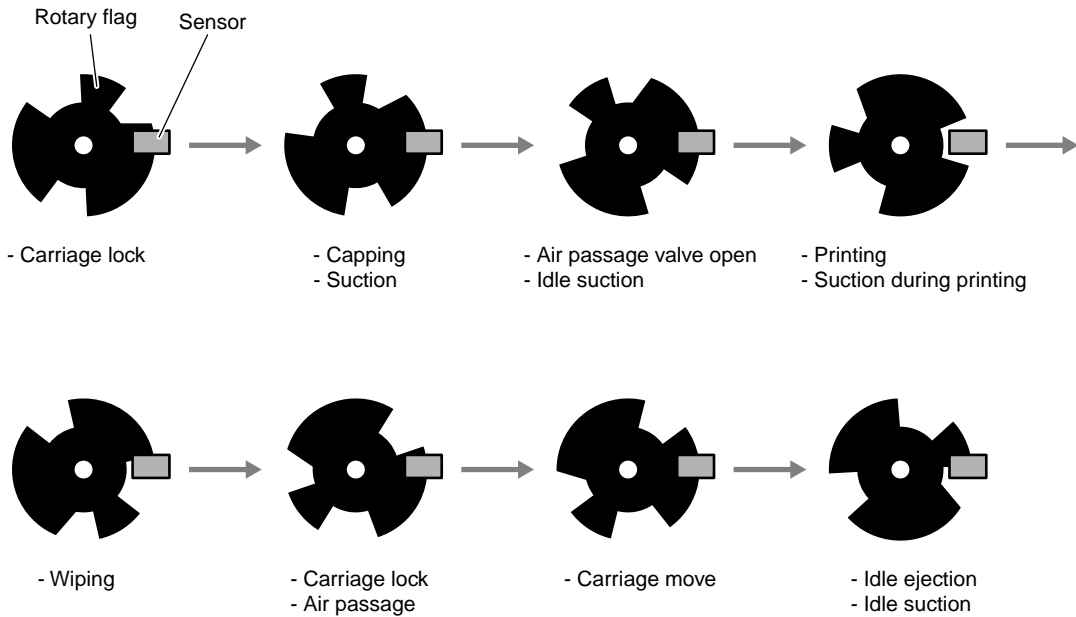 Rotary flag
Sensor
- Carriage lock
- Capping
- Suction
- Air passage valve open
- Idle suction
- Printing
- Suction during printing
- Wiping
- Carriage lock
- Air passage
- Carriage move
- Idle ejection
- Idle suction